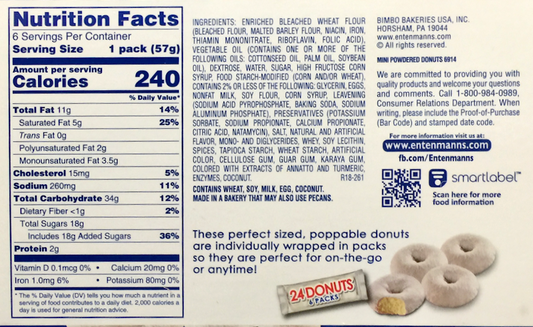 Nutrition Facts
6 Servings Per Container
Serving Size 1 pack (57g)
Amount per serving
Calories 240
% Daily Value*
Total Fat 11g 14%
Saturated Fat 5g 25%
Trans Fat 0g
Polyunsaturated Fat 2g
Monounsaturated Fat 3.5g
Cholesterol 15mg 5%
Sodium 260mg 11%
Total Carbohydrate 34g 12%
Dietary Fiber <1g 2%
Total Sugars 18g
Includes 18g Added Sugars 36%
Protein 2g
Vitamin D 0.1mcg 0% • Calcium 20mg 0%
Iron 1.0mg 6% • Potassium 80mg 0%
* The % Daily Value (DV) tells you how much a nutrient in a
serving of food contributes to a daily diet. 2,000 calories a
day is used for general nutrition advice.
INGREDIENTS: ENRICHED BLEACHED WHEAT FLOUR
(BLEACHED FLOUR, MALTED BARLEY FLOUR, NIACIN, IRON,
THIAMIN MONONITRATE, RIBOFLAVIN, FOLIC ACID),
VEGETABLE OIL (CONTAINS ONE OR MORE OF THE
FOLLOWING OILS: COTTONSEED OIL, PALM OIL, SOYBEAN
OIL), DEXTROSE, WATER, SUGAR, HIGH FRUCTOSE CORN
SYRUP, FOOD STARCH-MODIFIED (CORN AND/OR WHEAT).
CONTAINS 2% OR LESS OF THE FOLLOWING: GLYCERIN, EGGS,
NONFAT MILK, SOY FLOUR, CORN SYRUP, LEAVENING
(SODIUM ACID PYROPHOSPHATE, BAKING SODA, SODIUM
ALUMINUM PHOSPHATE), PRESERVATIVES (POTASSIUM
SORBATE, SODIUM PROPIONATE, CALCIUM PROPIONATE,
CITRIC ACID, NATAMYCIN), SALT, NATURAL AND ARTIFICIAL
FLAVOR, MONO- AND DIGLYCERIDES, WHEY, SOY LECITHIN,
SPICES, TAPIOCA STARCH, WHEAT STARCH, ARTIFICIAL
COLOR, CELLULOSE GUM, GUAR GUM, KARAYA GUM,
COLORED WITH EXTRACTS OF ANNATTO AND TURMERIC,
ENZYMES, COCONUT. R18-261
CONTAINS WHEAT, SOY, MILK, EGG, COCONUT.
MADE IN A BAKERY THAT MAY ALSO USE PECANS.
BIMBO BAKERIES USA, INC.
HORSHAM, PA 19044
www.entenmanns.com
© All rights reserved.
MINI POWDERED DONUTS 6914
We are committed to providing you with
quality products and welcome your questions
and comments. Call 1-800-984-0989,
Consumer Relations Department. When
writing, please include the Proof-of-Purchase
(Bar Code) and stamped date code.
For more information visit us at:
www.entenmanns.com
fb.com/Entenmanns
smartlabel™
Scan here for more
food information
These perfect sized, poppable donuts
are individually wrapped in packs
so they are perfect for on-the-go
or anytime!
24 DONUTS
6 PACKS